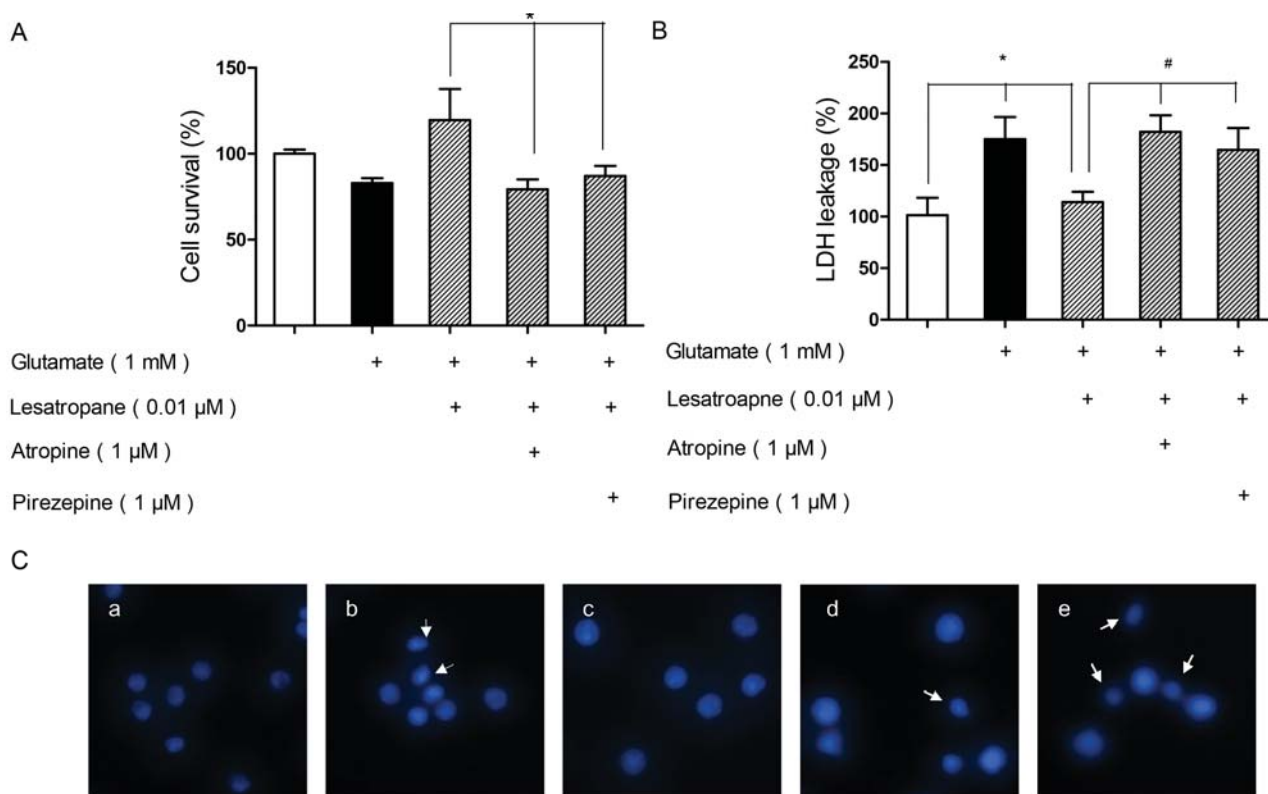 A
*
Cell survival (%)
150
100
50
0
Glutamate ( 1 mM ) + + + +
Lesatropane ( 0.01 µM ) + + +
Atropine ( 1 µM ) +
Pirezepine ( 1 µM ) +
B
* #
LDH leakage (%)
250
200
150
100
50
0
Glutamate ( 1 mM ) + + + +
Lesatroapne ( 0.01 µM ) + + +
Atropine ( 1 µM ) +
Pirezepine ( 1 µM ) +
C
a b c d e